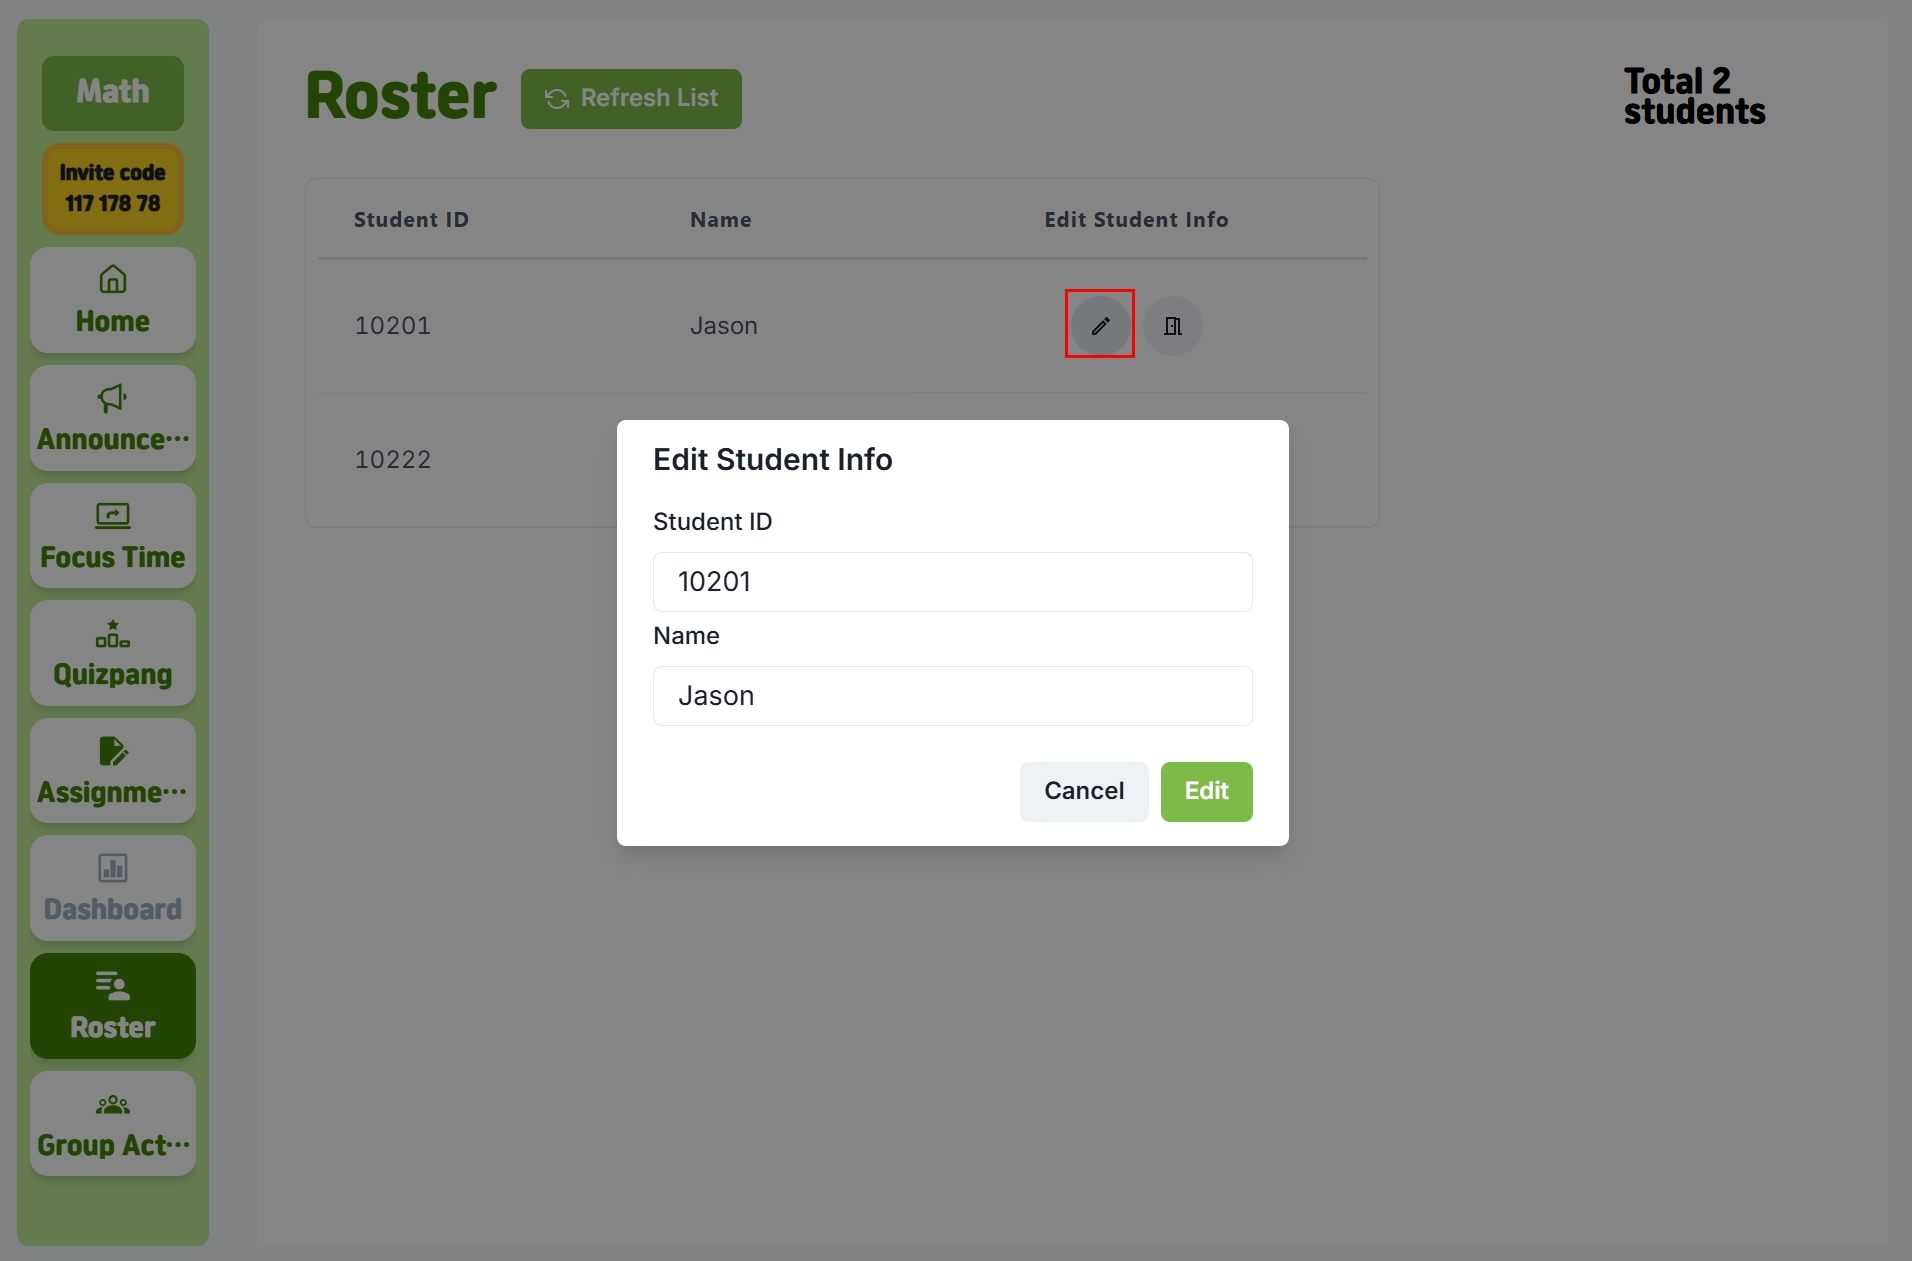 Math
Invite code
117 178 78
Home
Announce···
Focus Time
Quizpang
Assignme···
Dashboard
Roster
Group Act···
Roster
Refresh List
Total 2
students
Student ID Name Edit Student Info
10201 Jason
10222
Edit Student Info
Student ID
10201
Name
Jason
Cancel Edit